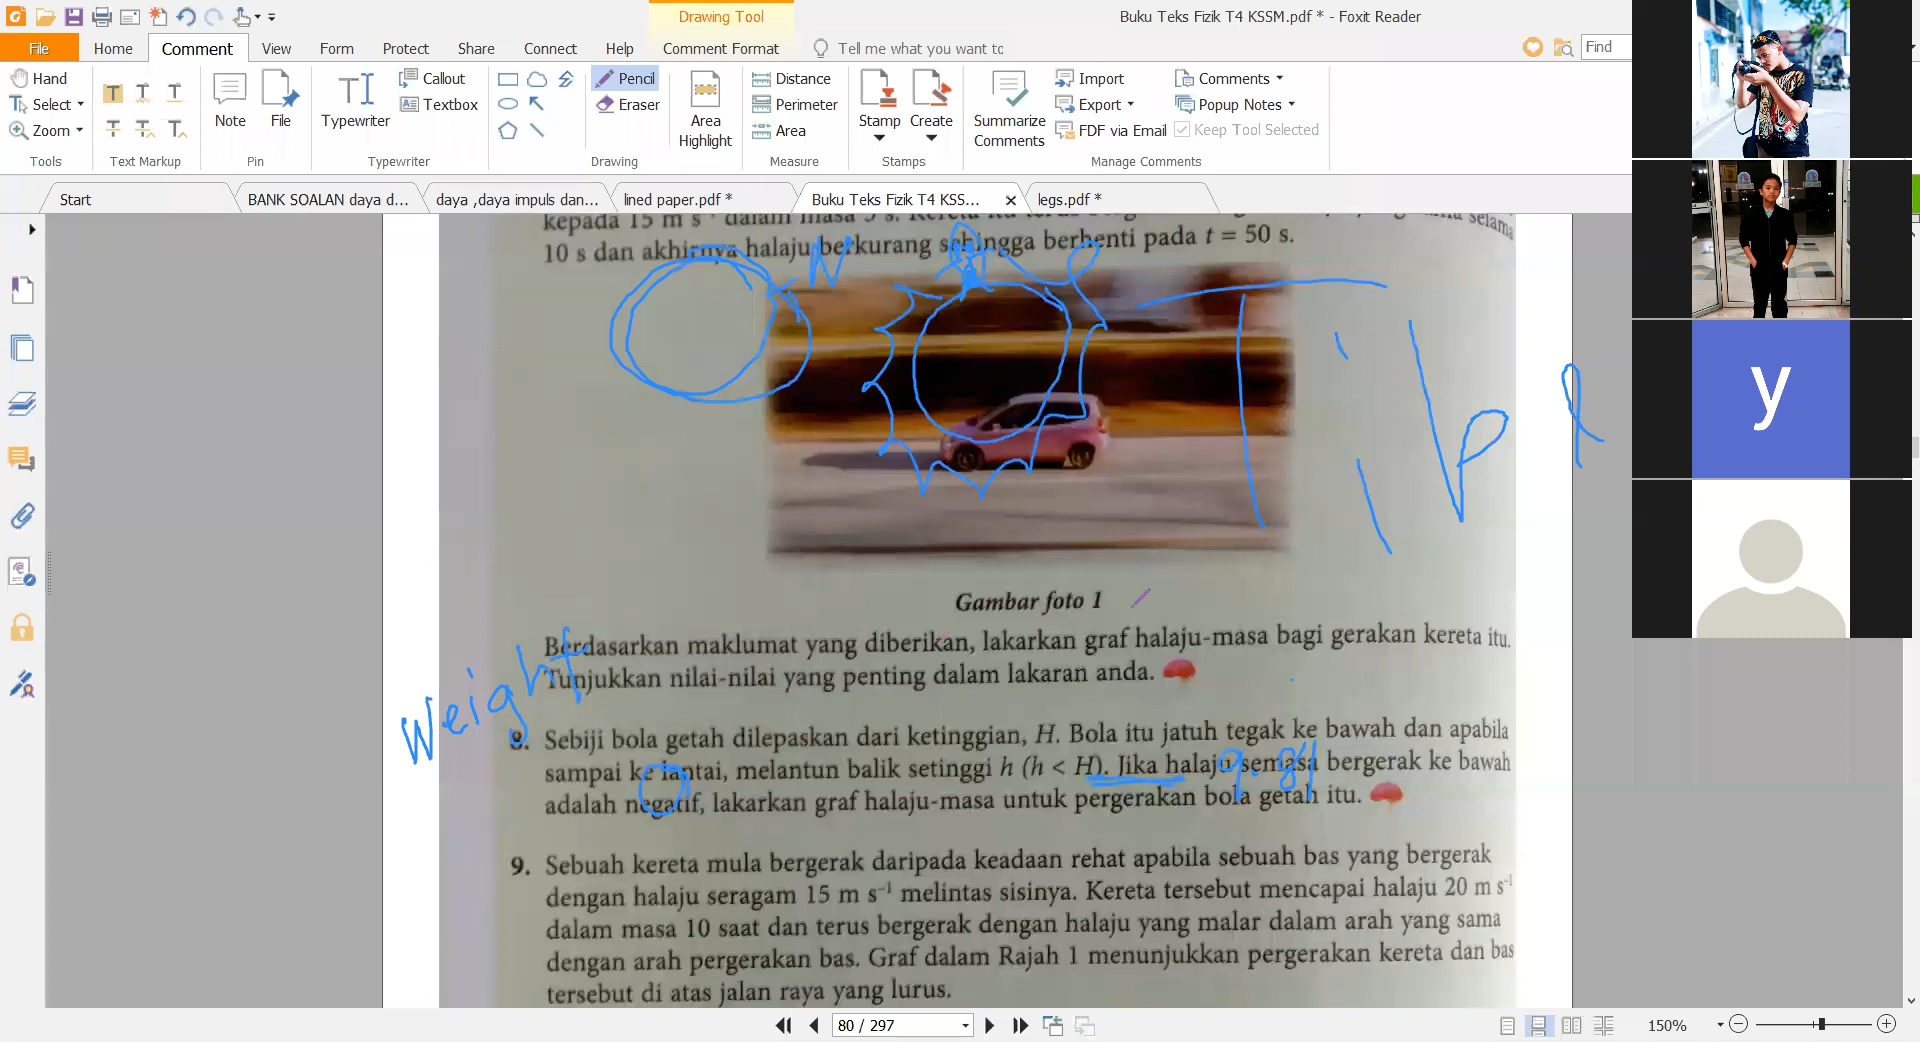 Drawing Tool
Buku Teks Fizik T4 KSSM.pdf * - Foxit Reader
File Home Comment View Form Protect Share Connect Help Comment Format Tell me what you want to Find
Hand Select Zoom Tools
Text Markup
Note File Pin
Typewriter Callout Textbox Typewriter
Pencil Eraser Area Highlight Drawing
Distance Perimeter Area Measure
Stamp Create Stamps
Summarize Comments Import Export FDF via Email Comments Popup Notes Keep Tool Selected Manage Comments
Start BANK SOALAN daya d... daya ,daya impuls dan... lined paper.pdf * Buku Teks Fizik T4 KSS... legs.pdf *
kepada 15 m s dalam masa 5 s.
selama
10 s dan akhirnya halaju berkurang sehingga berhenti pada t = 50 s.
N
y
Gambar foto 1
Berdasarkan maklumat yang diberikan, lakarkan graf halaju-masa bagi gerakan kereta itu.
Tunjukkan nilai-nilai yang penting dalam lakaran anda.
Weight
8. Sebiji bola getah dilepaskan dari ketinggian, H. Bola itu jatuh tegak ke bawah dan apabila
sampai ke lantai, melantun balik setinggi h (h < H). Jika halaju semasa bergerak ke bawah
9.81
adalah negatif, lakarkan graf halaju-masa untuk pergerakan bola getah itu.
9. Sebuah kereta mula bergerak daripada keadaan rehat apabila sebuah bas yang bergerak
dengan halaju seragam 15 m s⁻¹ melintas sisinya. Kereta tersebut mencapai halaju 20 m s⁻¹
dalam masa 10 saat dan terus bergerak dengan halaju yang malar dalam arah yang sama
dengan arah pergerakan bas. Graf dalam Rajah 1 menunjukkan pergerakan kereta dan bas
tersebut di atas jalan raya yang lurus.
80 / 297
150%